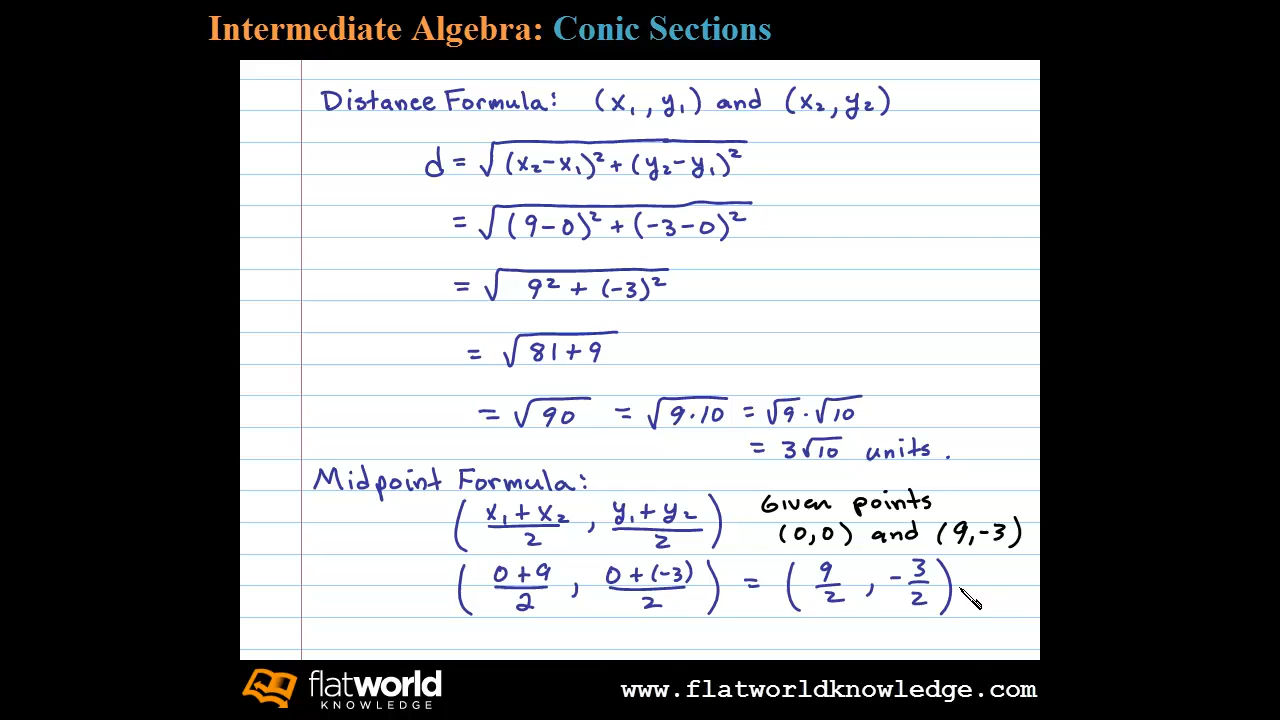 Intermediate Algebra: Conic Sections
Distance Formula: (x₁, y₁) and (x₂, y₂)
d = √((x₂-x₁)² + (y₂-y₁)²)
= √((9-0)² + (-3-0)²)
= √(9² + (-3)²)
= √(81+9)
= √90 = √(9·10) = √9 · √10
= 3√10 units.
Midpoint Formula:
((x₁+x₂)/2, (y₁+y₂)/2)
Given points
(0,0) and (9,-3)
((0+9)/2, (0+(-3))/2) = (9/2, -3/2)
flatworld
KNOWLEDGE
www.flatworldknowledge.com